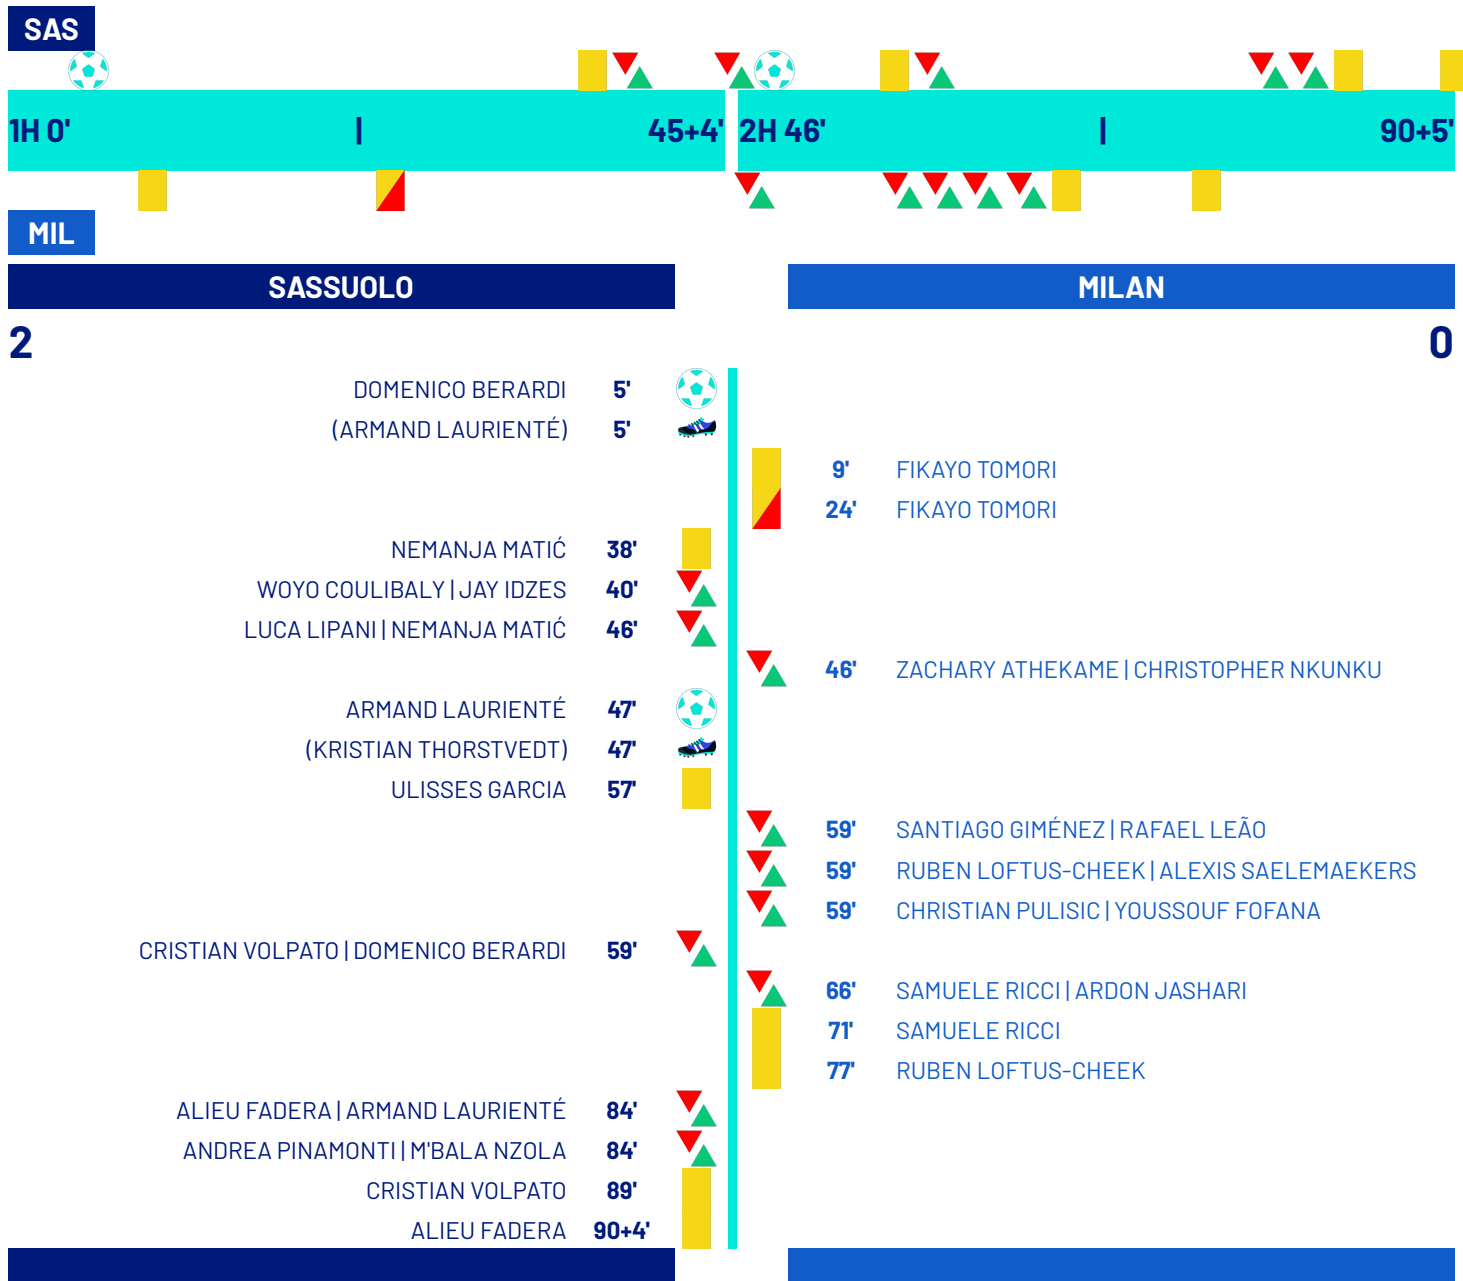 SAS
1H 0' | 45+4' 2H 46' | 90+5'
MIL
SASSUOLO MILAN
2 0
DOMENICO BERARDI 5'
(ARMAND LAURIENTÉ) 5'
9' FIKAYO TOMORI
24' FIKAYO TOMORI
NEMANJA MATIĆ 38'
WOYO COULIBALY | JAY IDZES 40'
LUCA LIPANI | NEMANJA MATIĆ 46'
46' ZACHARY ATHEKAME | CHRISTOPHER NKUNKU
ARMAND LAURIENTÉ 47'
(KRISTIAN THORSTVEDT) 47'
ULISSES GARCIA 57'
59' SANTIAGO GIMÉNEZ | RAFAEL LEÃO
59' RUBEN LOFTUS-CHEEK | ALEXIS SAELEMAEKERS
59' CHRISTIAN PULISIC | YOUSSOUF FOFANA
CRISTIAN VOLPATO | DOMENICO BERARDI 59'
66' SAMUELE RICCI | ARDON JASHARI
71' SAMUELE RICCI
77' RUBEN LOFTUS-CHEEK
ALIEU FADERA | ARMAND LAURIENTÉ 84'
ANDREA PINAMONTI | M'BALA NZOLA 84'
CRISTIAN VOLPATO 89'
ALIEU FADERA 90+4'